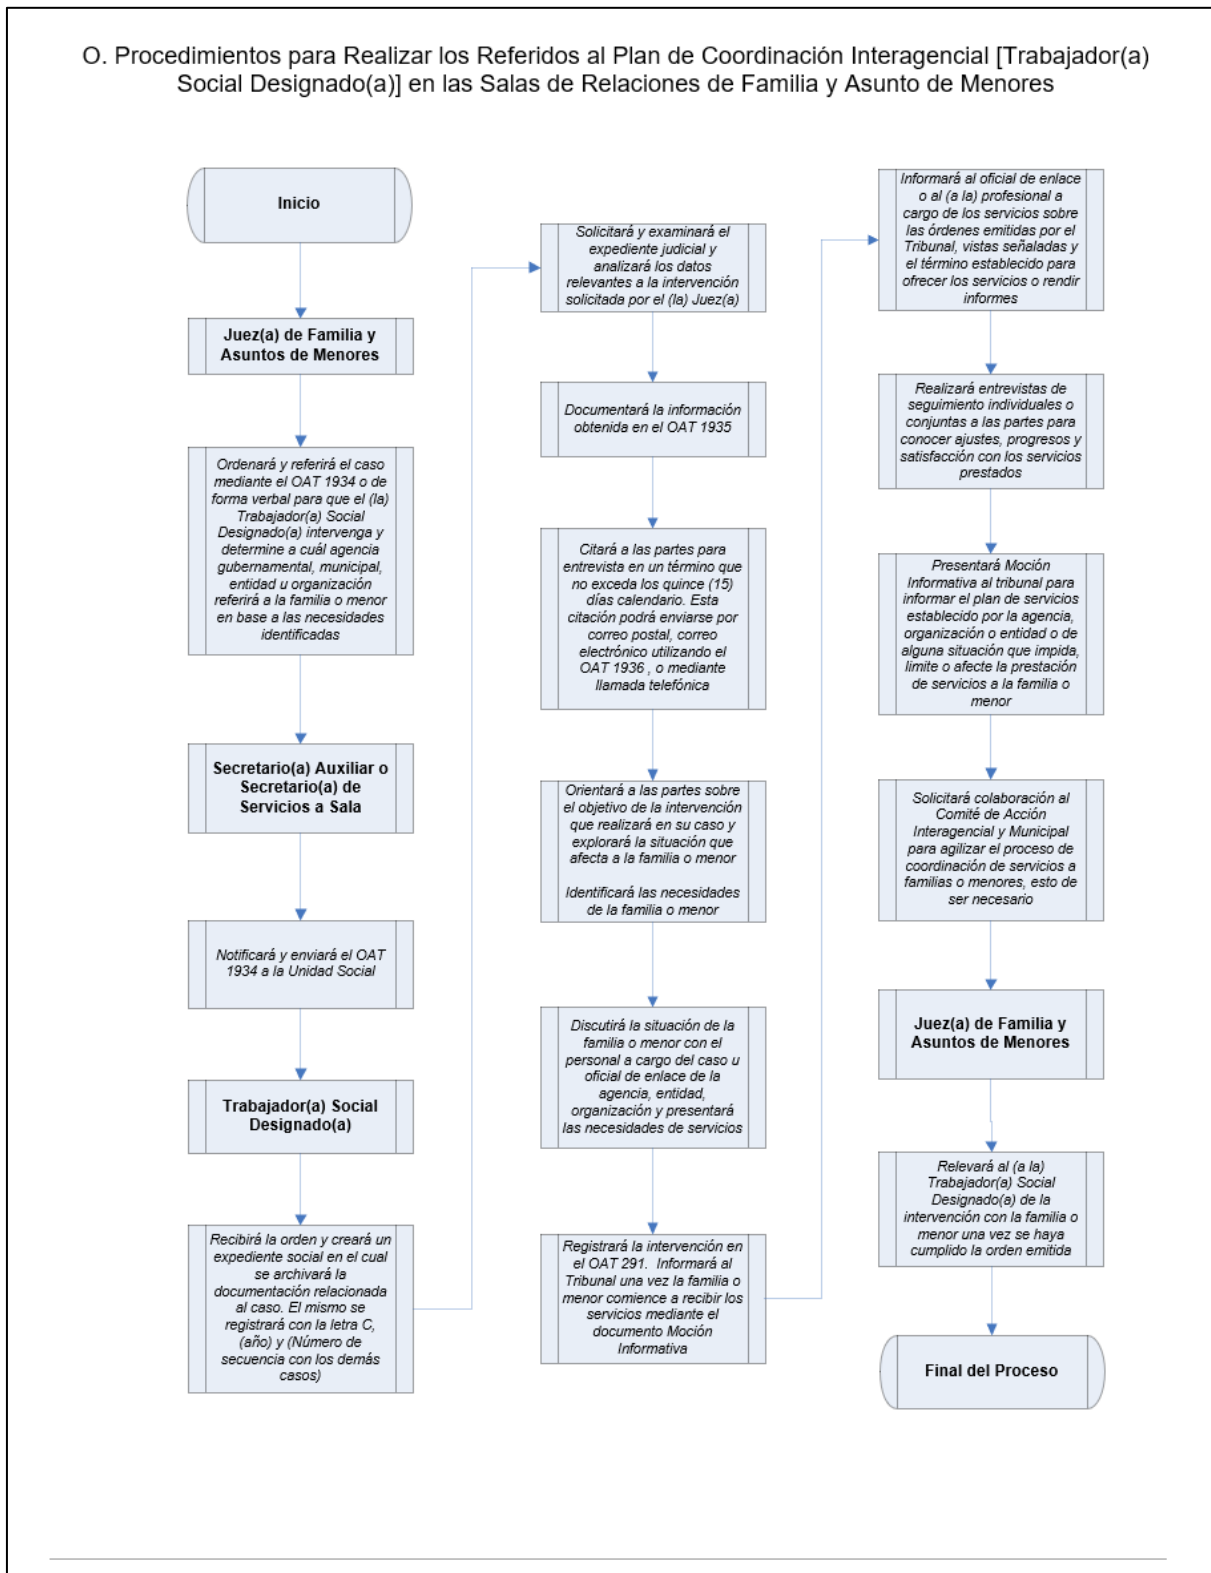 O. Procedimientos para Realizar los Referidos al Plan de Coordinación Interagencial [Trabajador(a)
Social Designado(a)] en las Salas de Relaciones de Familia y Asunto de Menores
Inicio
Juez(a) de Familia y
Asuntos de Menores
Ordenará y referirá el caso
mediante el OAT 1934 o de
forma verbal para que el (la)
Trabajador(a) Social
Designado(a) intervenga y
determine a cuál agencia
gubernamental, municipal,
entidad u organización
referirá a la familia o menor
en base a las necesidades
identificadas
Secretario(a) Auxiliar o
Secretario(a) de
Servicios a Sala
Notificará y enviará el OAT
1934 a la Unidad Social
Trabajador(a) Social
Designado(a)
Recibirá la orden y creará un
expediente social en el cual
se archivará la
documentación relacionada
al caso. El mismo se
registrará con la letra C,
(año) y (Número de
secuencia con los demás
casos)
Solicitará y examinará el
expediente judicial y
analizará los datos
relevantes a la intervención
solicitada por el (la) Juez(a)
Documentará la información
obtenida en el OAT 1935
Citará a las partes para
entrevista en un término que
no exceda los quince (15)
días calendario. Esta
citación podrá enviarse por
correo postal, correo
electrónico utilizando el
OAT 1936 , o mediante
llamada telefónica
Orientará a las partes sobre
el objetivo de la intervención
que realizará en su caso y
explorará la situación que
afecta a la familia o menor
Identificará las necesidades
de la familia o menor
Discutirá la situación de la
familia o menor con el
personal a cargo del caso u
oficial de enlace de la
agencia, entidad,
organización y presentará
las necesidades de servicios
Registrará la intervención en
el OAT 291. Informará al
Tribunal una vez la familia o
menor comience a recibir los
servicios mediante el
documento Moción
Informativa
Informará al oficial de enlace
o al (a la) profesional a
cargo de los servicios sobre
las órdenes emitidas por el
Tribunal, vistas señaladas y
el término establecido para
ofrecer los servicios o rendir
informes
Realizará entrevistas de
seguimiento individuales o
conjuntas a las partes para
conocer ajustes, progresos y
satisfacción con los servicios
prestados
Presentará Moción
Informativa al tribunal para
informar el plan de servicios
establecido por la agencia,
organización o entidad o de
alguna situación que impida,
limite o afecte la prestación
de servicios a la familia o
menor
Solicitará colaboración al
Comité de Acción
Interagencial y Municipal
para agilizar el proceso de
coordinación de servicios a
familias o menores, esto de
ser necesario
Juez(a) de Familia y
Asuntos de Menores
Relevará al (a la)
Trabajador(a) Social
Designado(a) de la
intervención con la familia o
menor una vez se haya
cumplido la orden emitida
Final del Proceso